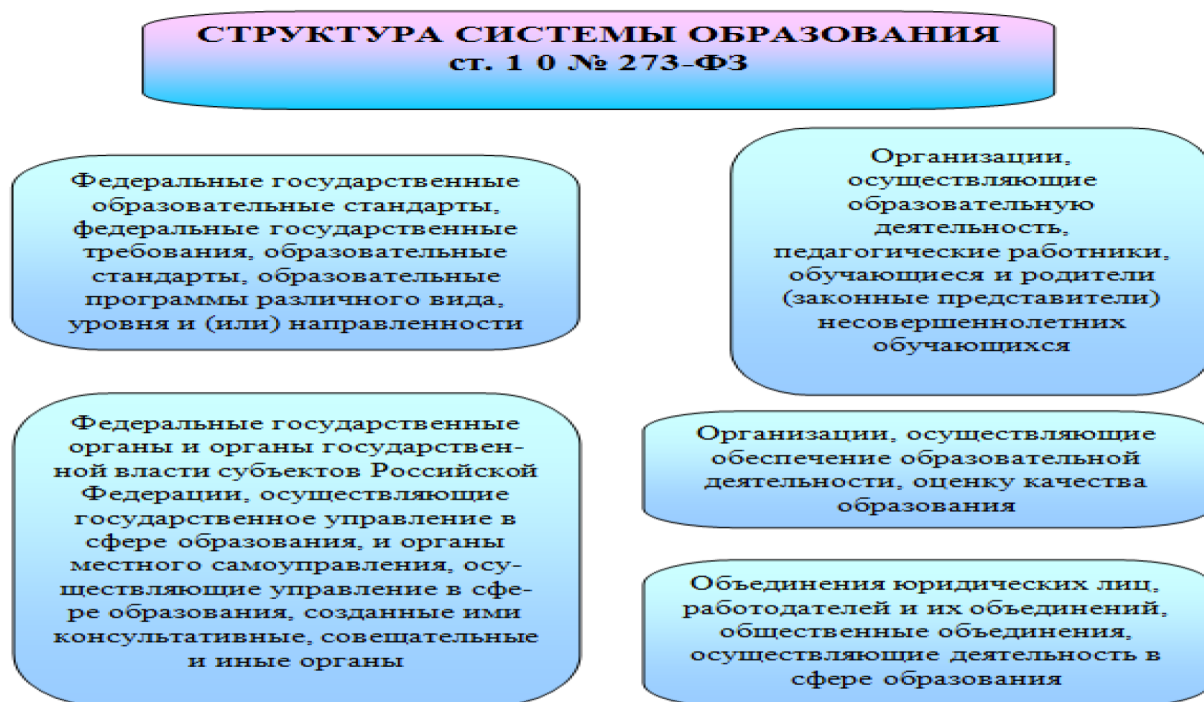 СТРУКТУРА СИСТЕМЫ ОБРАЗОВАНИЯ
ст. 1 0 № 273-ФЗ
Федеральные государственные
образовательные стандарты,
федеральные государственные
требования, образовательные
стандарты, образовательные
программы различного вида,
уровня и (или) направленности
Организации,
осуществляющие
образовательную
деятельность,
педагогические работники,
обучающиеся и родители
(законные представители)
несовершеннолетних
обучающихся
Федеральные государственные
органы и органы государствен-
ной власти субъектов Российской
Федерации, осуществляющие
государственное управление в
сфере образования, и органы
местного самоуправления, осу-
ществляющие управление в сфе-
ре образования, созданные ими
консультативные, совещательные
и иные органы
Организации, осуществляющие
обеспечение образовательной
деятельности, оценку качества
образования
Объединения юридических лиц,
работодателей и их объединений,
общественные объединения,
осуществляющие деятельность в
сфере образования